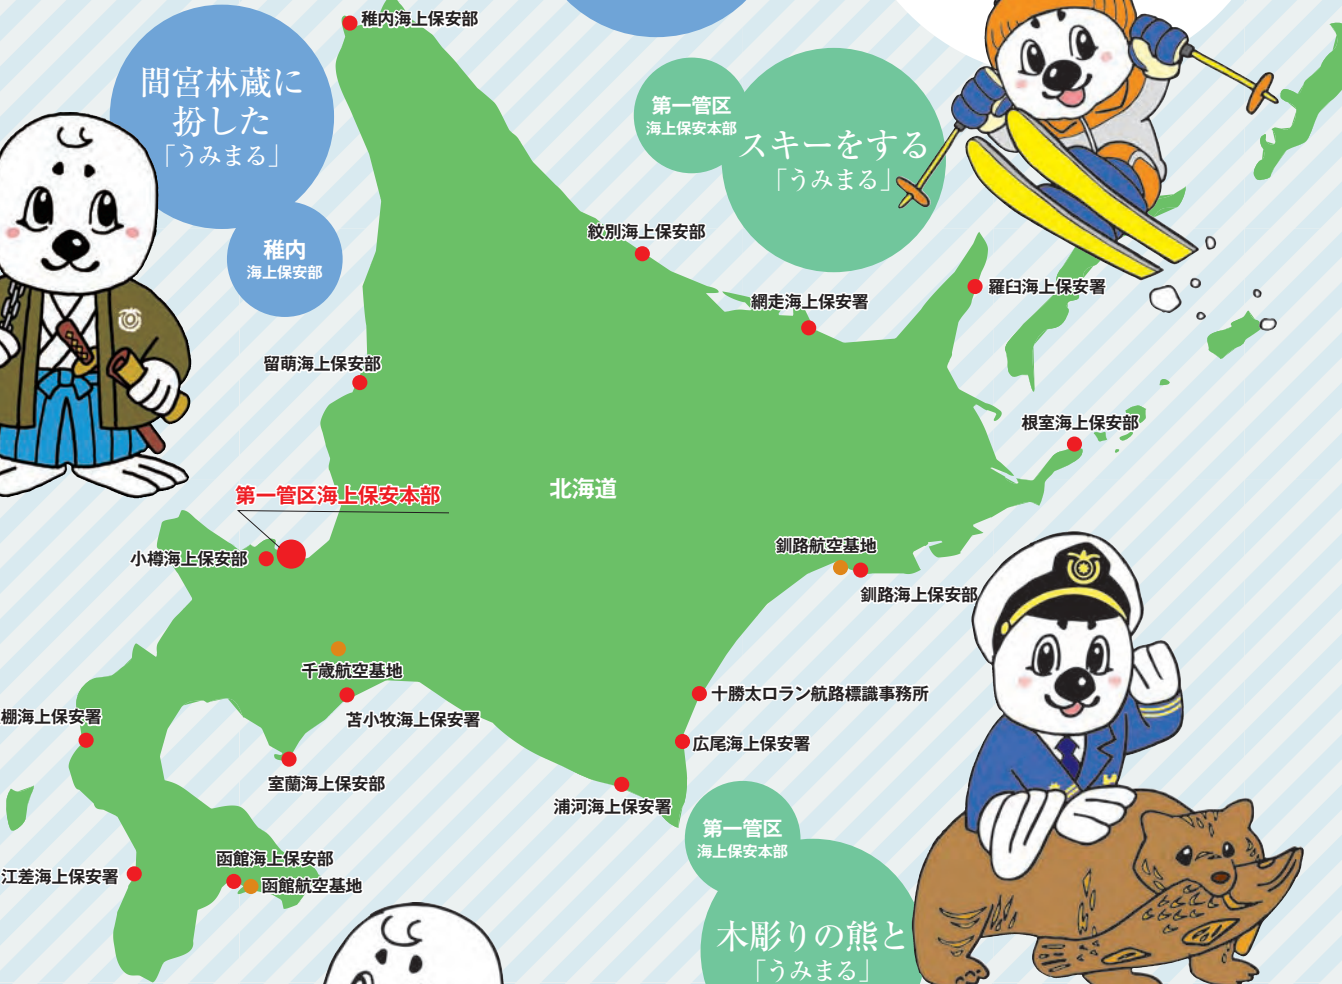 稚内海上保安部
間宮林蔵に
扮した
「うみまる」
第一管区
海上保安本部
スキーをする
「うみまる」
稚内
海上保安部
紋別海上保安部
網走海上保安署
羅臼海上保安署
留萌海上保安部
根室海上保安部
第一管区海上保安本部
北海道
小樽海上保安部
釧路航空基地
釧路海上保安部
千歳航空基地
苫小牧海上保安署
十勝太ロラン航路標識事務所
棚海上保安署
広尾海上保安署
室蘭海上保安部
浦河海上保安署
第一管区
海上保安本部
函館海上保安部
江差海上保安署
函館航空基地
木彫りの熊と
「うみまる」